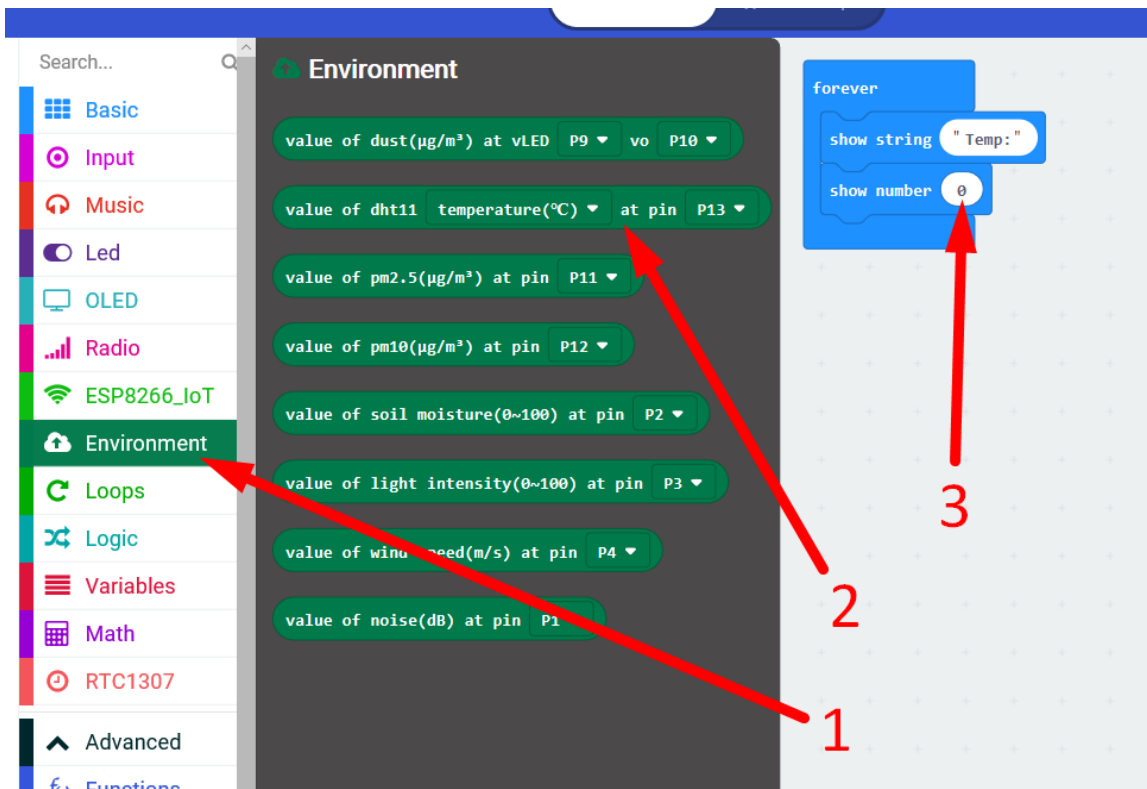 Search...
Basic
Input
Music
Led
OLED
Radio
ESP8266_IoT
Environment
Loops
Logic
Variables
Math
RTC1307
Advanced
Functions
Environment
value of dust(μg/m³) at vLED P9 vo P10
value of dht11 temperature(℃) at pin P13
value of pm2.5(μg/m³) at pin P11
value of pm10(μg/m³) at pin P12
value of soil moisture(0~100) at pin P2
value of light intensity(0~100) at pin P3
value of wind speed(m/s) at pin P4
value of noise(dB) at pin P1
forever
show string "Temp:"
show number 0
3
2
1